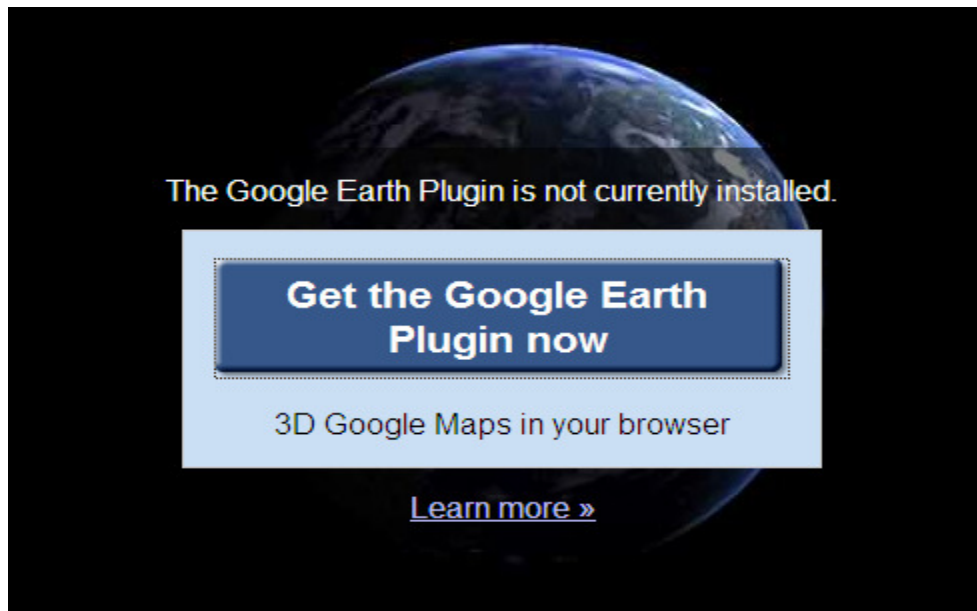 The Google Earth Plugin is not currently installed.
Get the Google Earth
Plugin now
3D Google Maps in your browser
Learn more »